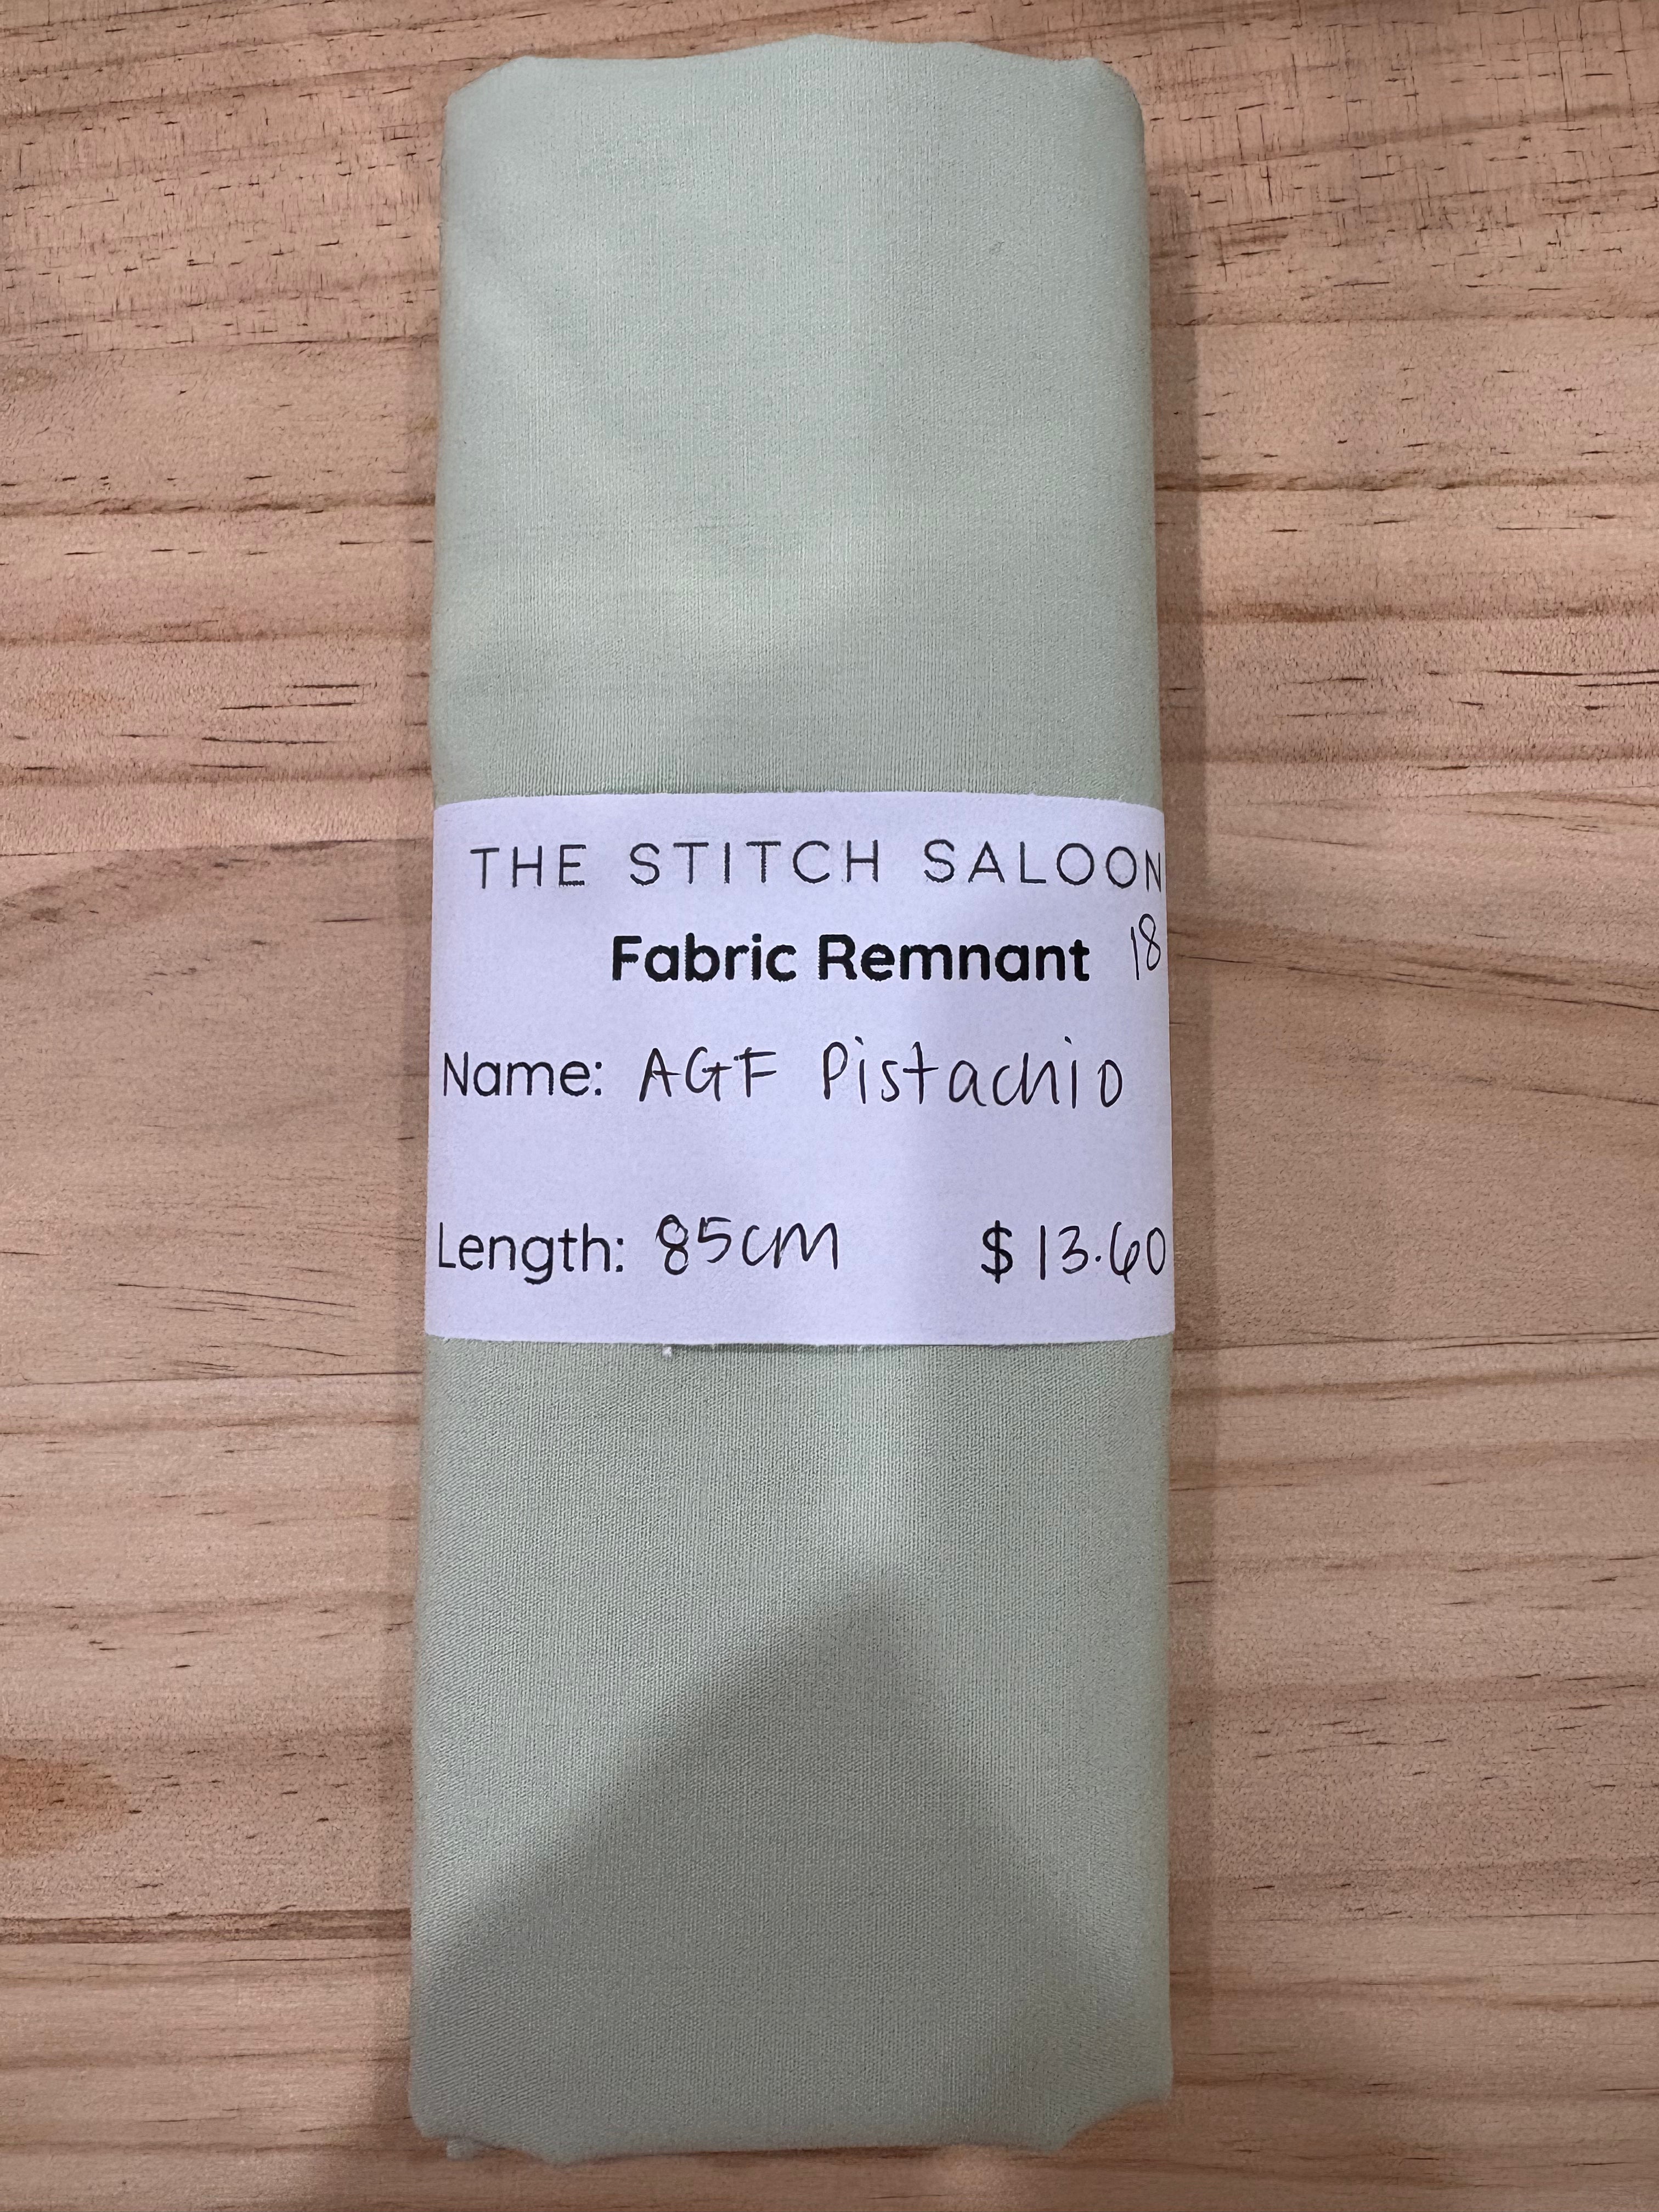 THE STITCH SALOON
Fabric Remnant 18
Name: AGF Pistachio
Length: 85cm $13.60